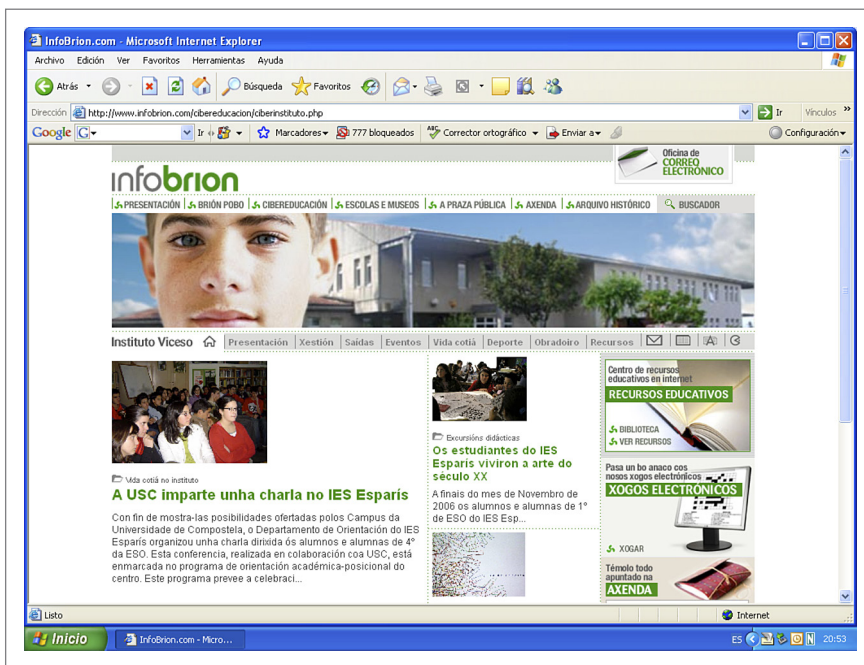 InfoBrion.com - Microsoft Internet Explorer
Archivo Edición Ver Favoritos Herramientas Ayuda
Atrás Búsqueda Favoritos
Dirección http://www.infobrion.com/cibereducacion/ciberinstituto.php Ir Vínculos »
Google G Ir Marcadores 777 bloqueados ABC Corrector ortográfico Enviar a Configuración
Oficina de
CORREO
ELECTRÓNICO
infobrion
PRESENTACIÓN BRIÓN POBO CIBEREDUCACIÓN ESCOLAS E MUSEOS A PRAZA PÚBLICA AXENDA ARQUIVO HISTÓRICO BUSCADOR
Instituto Viceso Presentación Xestión Saídas Eventos Vida cotiá Deporte Obradoiro Recursos
Vida cotiá no instituto
A USC imparte unha charla no IES Esparís
Con fin de mostra-las posibilidades ofertadas polos Campus da
Universidade de Compostela, o Departamento de Orientación do IES
Esparís organizou unha charla dirixida ós alumnos e alumnas de 4º
da ESO. Esta conferencia, realizada en colaboración coa USC, está
enmarcada no programa de orientación académica-posicional do
centro. Este programa prevee a celebraci...
Excursións didácticas
Os estudiantes do IES
Esparís viviron a arte do
século XX
A finais do mes de Novembro de
2006 os alumnos e alumnas de 1º
de ESO do IES Esp...
Centro de recursos
educativos en internet
RECURSOS EDUCATIVOS
BIBLIOTECA
VER RECURSOS
Pasa un bo anaco cos
nosos xogos electrónicos
XOGOS ELECTRÓNICOS
XOGAR
Témolo todo
apuntado na
AXENDA
Listo Internet
Inicio InfoBrion.com - Micro... ES 20:53